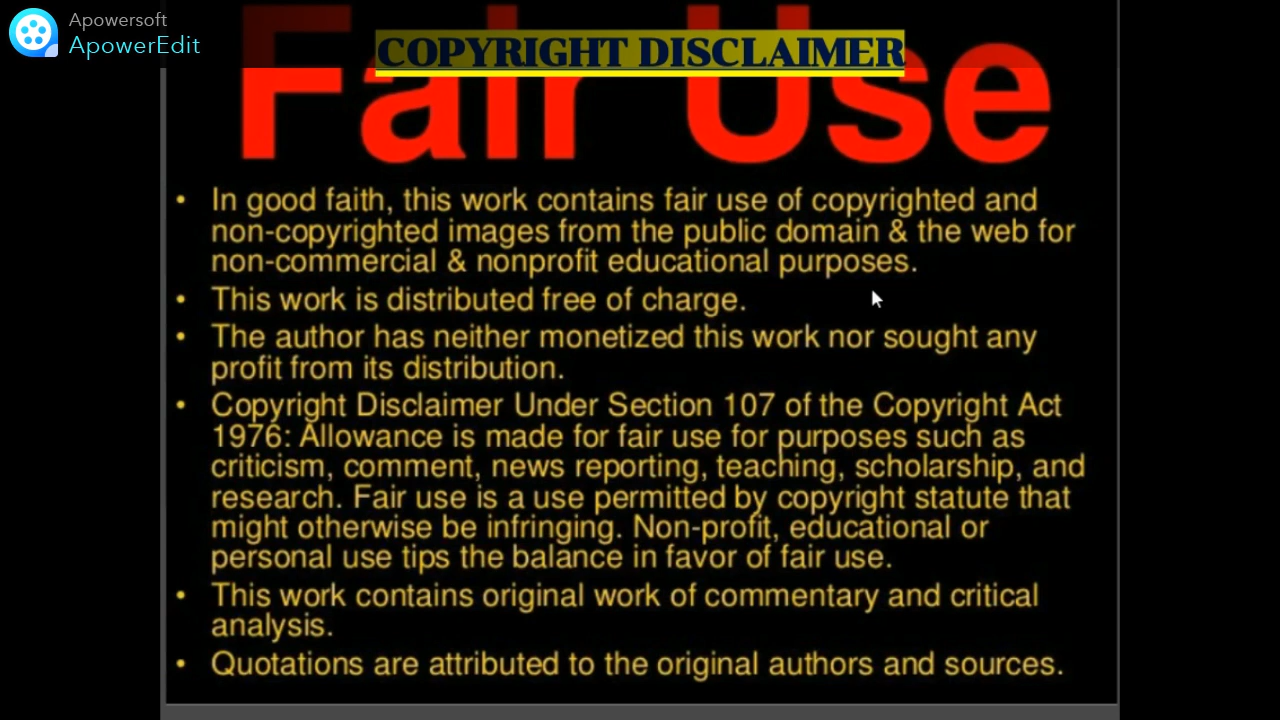 Apowersoft
ApowerEdit
COPYRIGHT DISCLAIMER
Fair Use
• In good faith, this work contains fair use of copyrighted and
non-copyrighted images from the public domain & the web for
non-commercial & nonprofit educational purposes.
• This work is distributed free of charge.
• The author has neither monetized this work nor sought any
profit from its distribution.
• Copyright Disclaimer Under Section 107 of the Copyright Act
1976: Allowance is made for fair use for purposes such as
criticism, comment, news reporting, teaching, scholarship, and
research. Fair use is a use permitted by copyright statute that
might otherwise be infringing. Non-profit, educational or
personal use tips the balance in favor of fair use.
• This work contains original work of commentary and critical
analysis.
• Quotations are attributed to the original authors and sources.